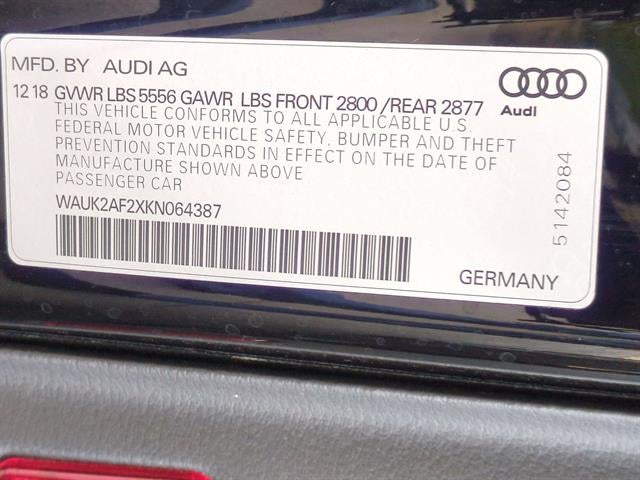 MFD. BY AUDI AG
12 18 GVWR LBS 5556 GAWR LBS FRONT 2800 /REAR 2877
THIS VEHICLE CONFORMS TO ALL APPLICABLE U.S.
FEDERAL MOTOR VEHICLE SAFETY, BUMPER AND THEFT
PREVENTION STANDARDS IN EFFECT ON THE DATE OF
MANUFACTURE SHOWN ABOVE
PASSENGER CAR
WAUK2AF2XKN064387
Audi
5142084
GERMANY